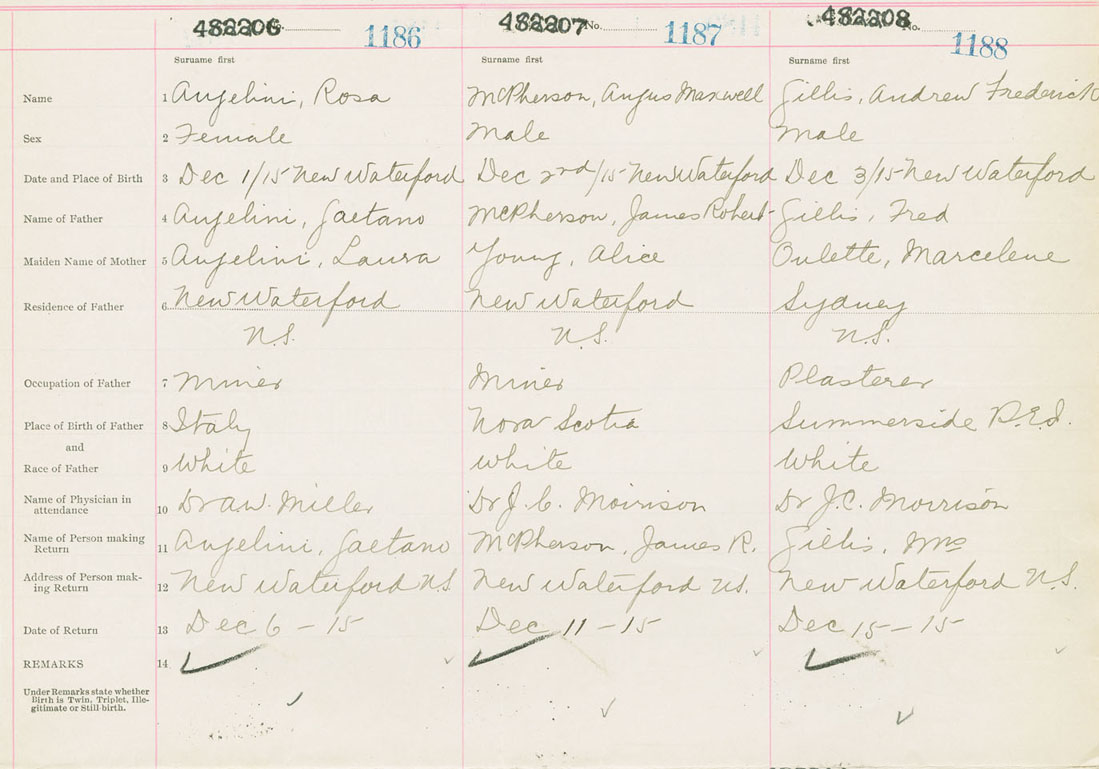 482206 No. 1186 482207 No. 1187 482208 No. 1188
Surname first Surname first Surname first
Name 1 Angelini, Rosa McPherson, Angus Maxwell Gillis, Andrew Frederick
Sex 2 Female Male Male
Date and Place of Birth 3 Dec 1/15 New Waterford Dec 2nd/15 New Waterford Dec 3/15 New Waterford
Name of Father 4 Angelini, Gaetano McPherson, James Robert Gillis, Fred
Maiden Name of Mother 5 Angelini, Laura Young, Alice Oulette, Marcelene
Residence of Father 6 New Waterford New Waterford Sydney
N.S. N.S. N.S.
Occupation of Father 7 Miner Miner Plasterer
Place of Birth of Father 8 Italy Nova Scotia Summerside P.E.I.
and
Race of Father 9 White White White
Name of Physician in
attendance 10 Dr A.W. Miller Dr J.C. Morrison Dr J.C. Morrison
Name of Person making
Return 11 Angelini, Gaetano McPherson, James R. Gillis, Mrs
Address of Person mak-
ing Return 12 New Waterford N.S. New Waterford N.S. New Waterford N.S.
Date of Return 13 Dec 6 - 15 Dec 11 - 15 Dec 15 - 15
REMARKS 14
Under Remarks state whether
Birth is Twin, Triplet, Ille-
gitimate or Still-birth.